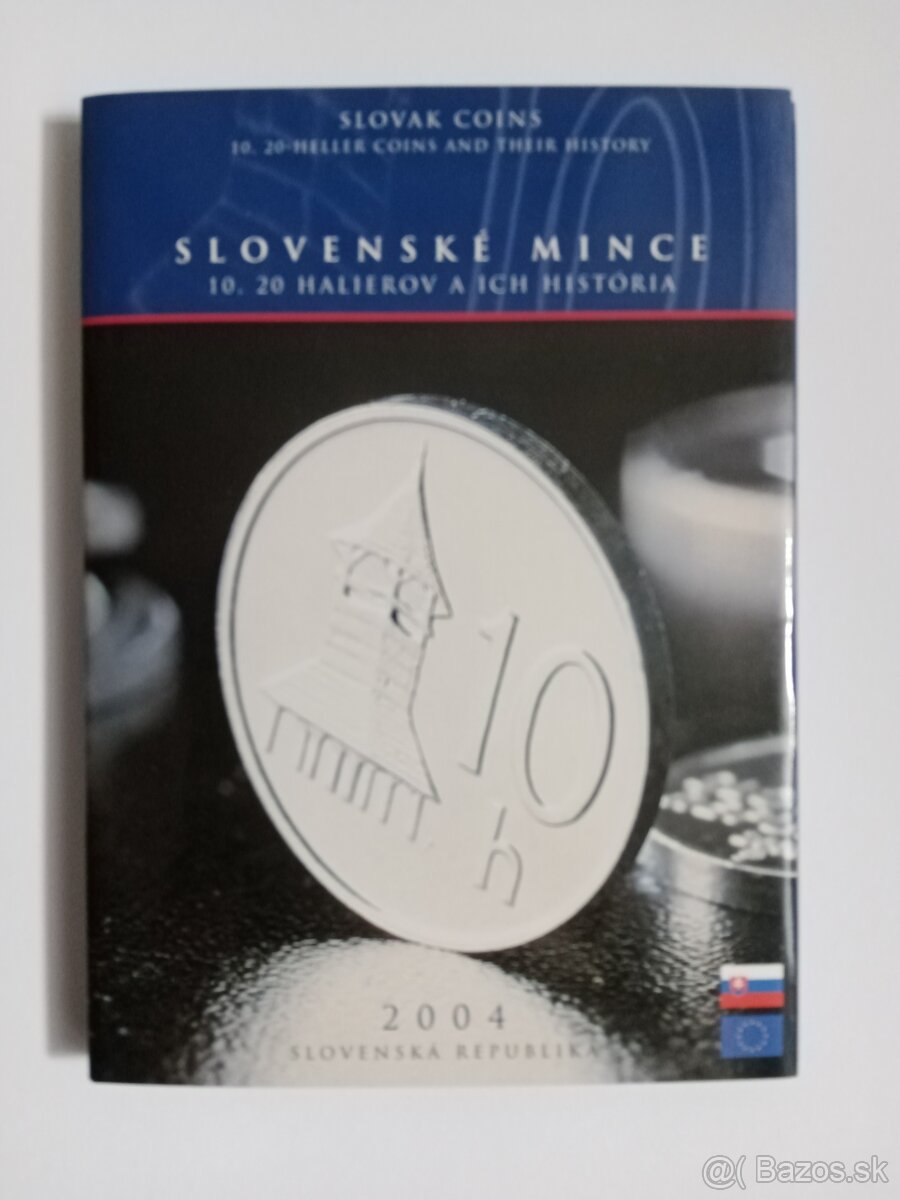 SLOVAK COINS
10. 20-HELLER COINS AND THEIR HISTORY
SLOVENSKÉ MINCE
10. 20 HALIEROV A ICH HISTÓRIA
10
h
2004
SLOVENSKÁ REPUBLIKA
@( Bazos.sk